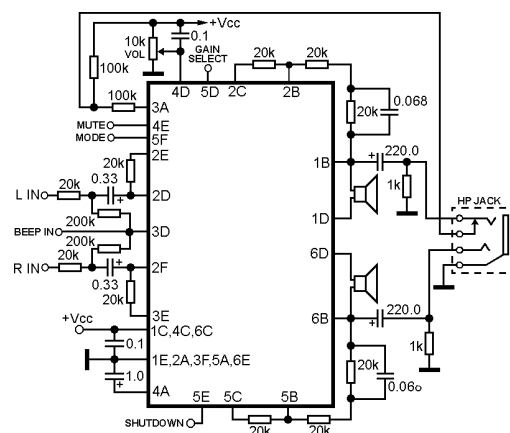 +Vcc
10k
VOL
0.1
GAIN
SELECT
20k
20k
100k
100k
4D
5D
2C
2B
3A
20k
0.068
MUTE
4E
MODE
5F
2E
20k
1B
220.0
0.33
L IN
20k
2D
1k
200k
1D
HP JACK
BEEP IN
3D
200k
6D
R IN
20k
2F
0.33
20k
3E
6B
220.0
+Vcc
1C,4C,6C
0.1
1k
1E,2A,3F,5A,6E
20k
1.0
4A
5E
5C
5B
SHUTDOWN
20k
20k